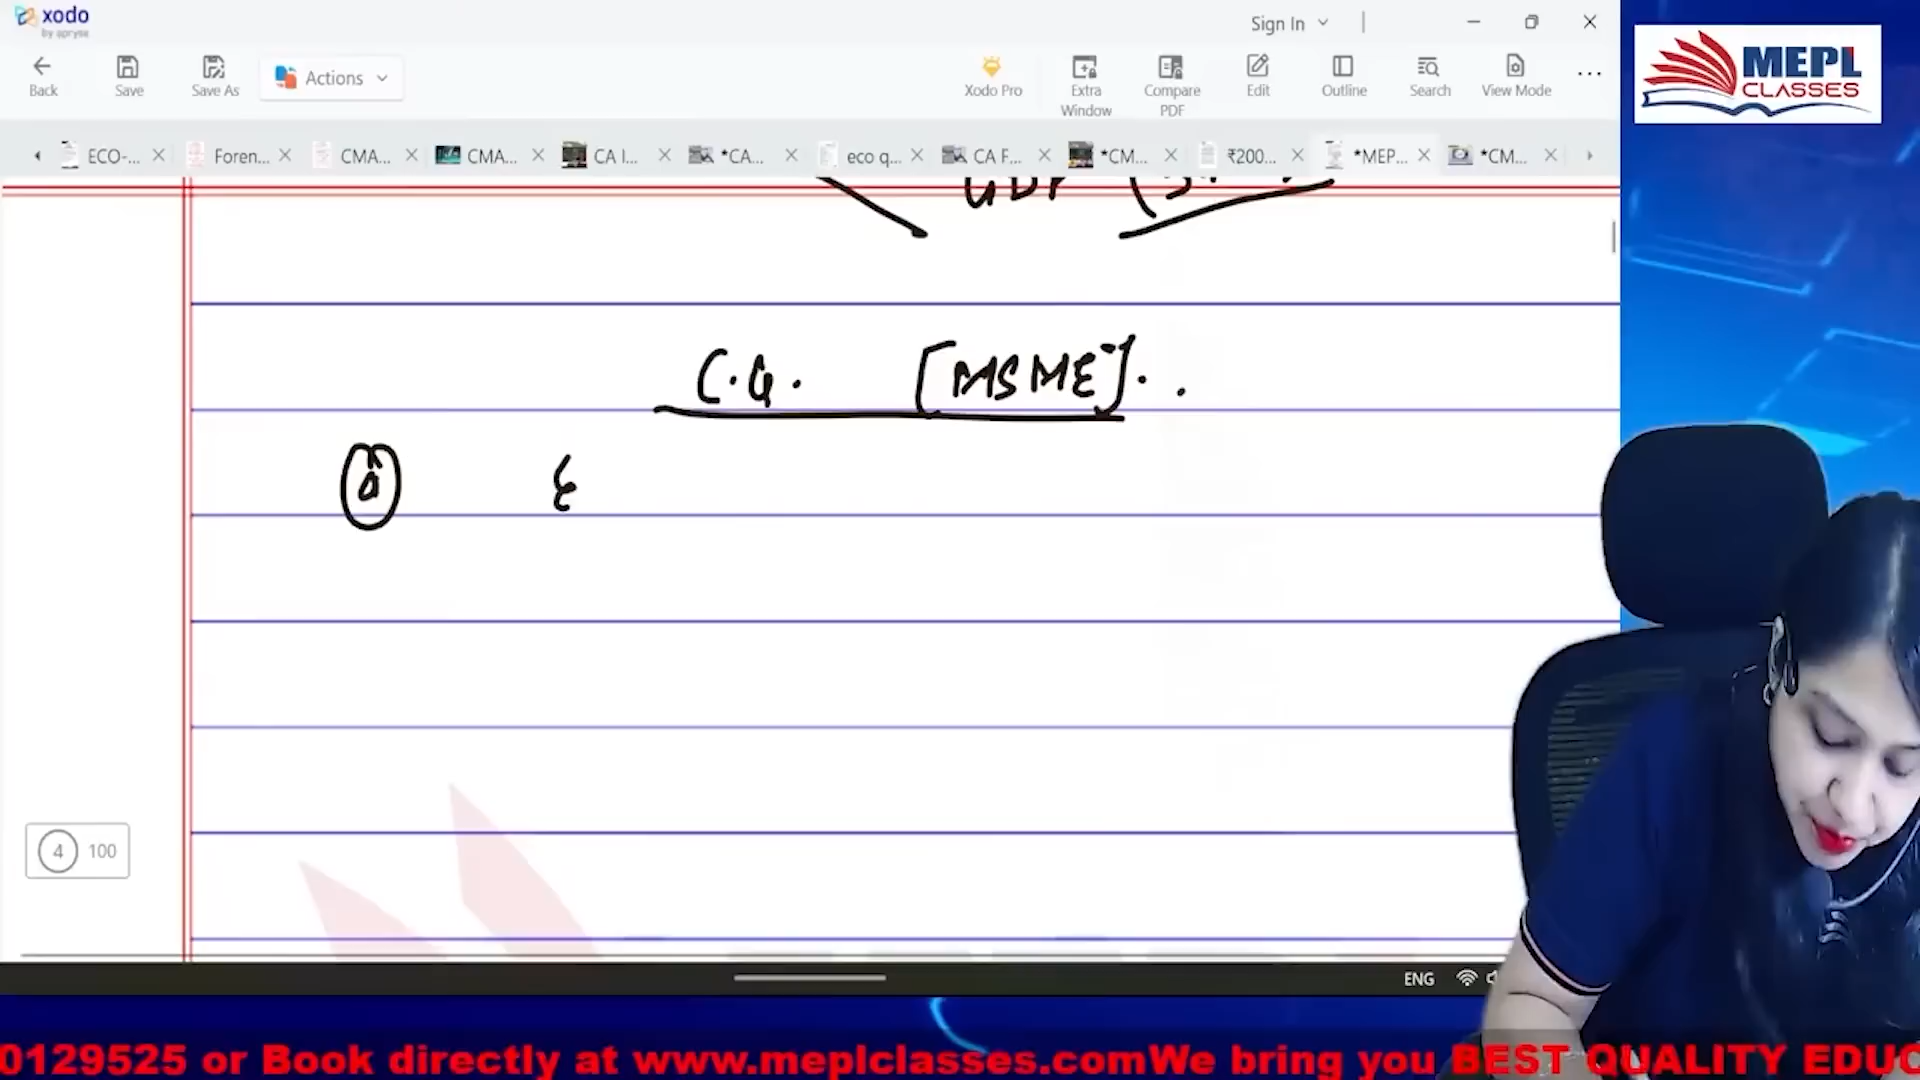 xodo
by apryse
Sign In
Back
Save
Save As
Actions
Xodo Pro
Extra Window
Compare PDF
Edit
Outline
Search
View Mode
ECO-...
Foren...
CMA...
CMA...
CA I...
*CA...
eco q...
CA F...
*CM...
₹200...
*MEP...
*CM...
MEPL
CLASSES
C.G. [MSME]. .
4 100
ENG
0129525 or Book directly at www.meplclasses.comWe bring you BEST QUALITY EDUC